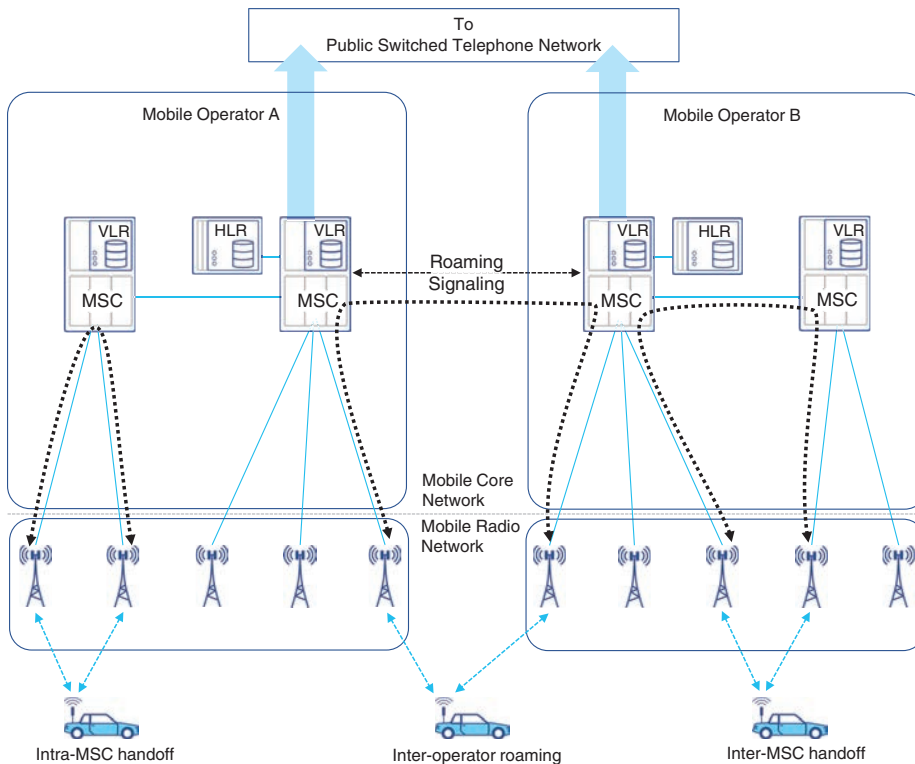 To
Public Switched Telephone Network
Mobile Operator A
Mobile Operator B
VLR
HLR
VLR
VLR
HLR
VLR
Roaming
Signaling
MSC
MSC
MSC
MSC
Mobile Core
Network
Mobile Radio
Network
Intra-MSC handoff
Inter-operator roaming
Inter-MSC handoff